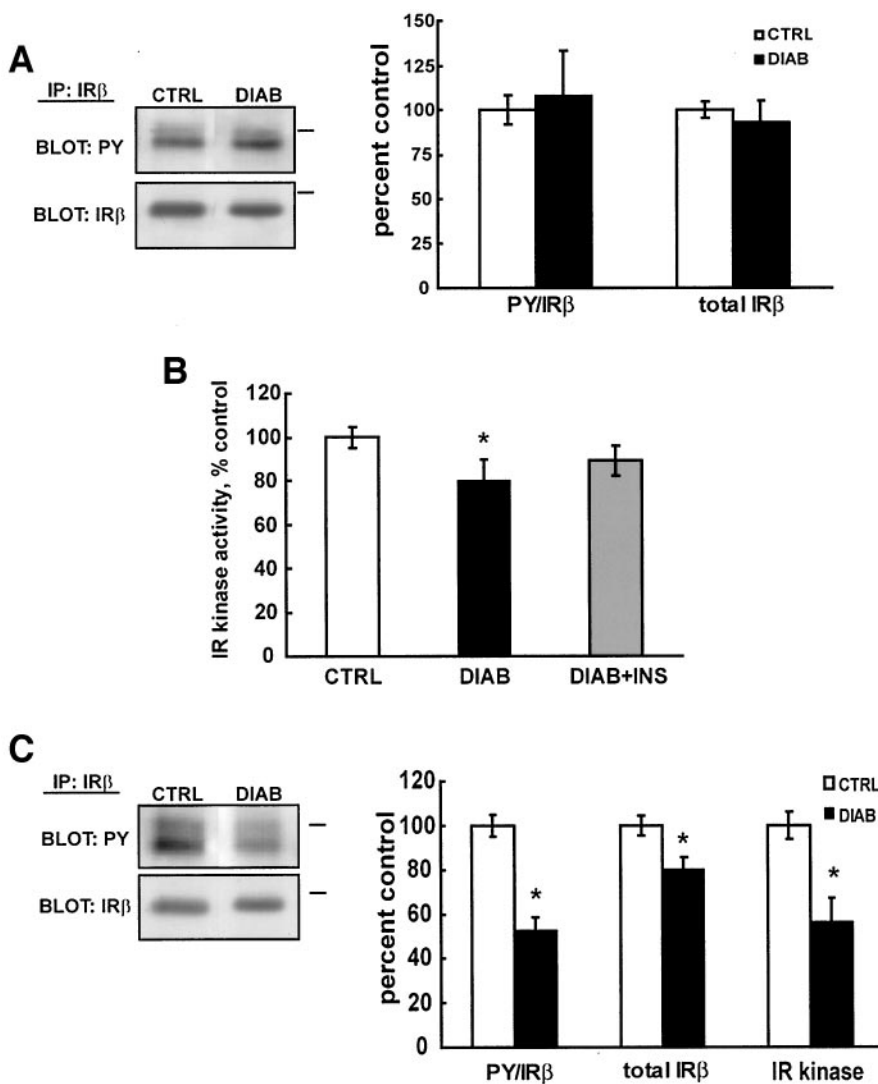 A
IP: IRβ
CTRL DIAB
BLOT: PY
BLOT: IRβ
percent control
150
125
100
75
50
25
0
CTRL
DIAB
PY/IRβ total IRβ
B
IR kinase activity, % control
120
100
80
60
40
20
0
*
CTRL DIAB DIAB+INS
C
IP: IRβ
CTRL DIAB
BLOT: PY
BLOT: IRβ
percent control
120
100
80
60
40
20
0
CTRL
DIAB
* * *
PY/IRβ total IRβ IR kinase